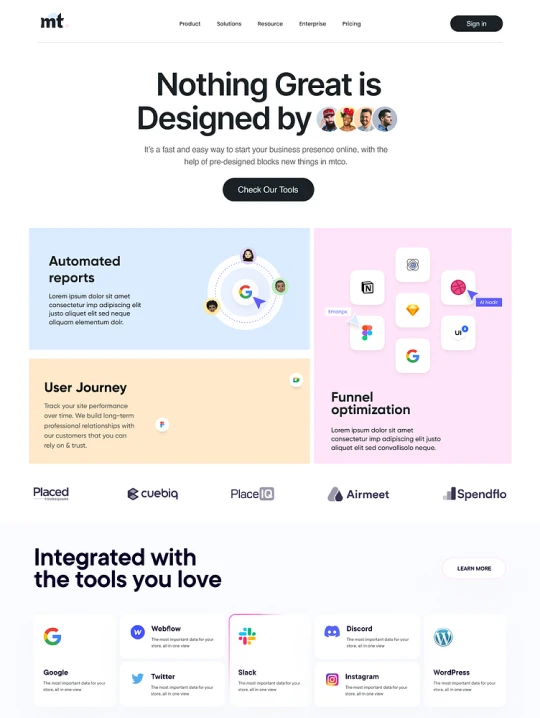 mt.
Product Solutions Resource Enterprise Pricing
Sign in
Nothing Great is
Designed by
It's a fast and easy way to start your business presence online, with the
help of pre-designed blocks new things in mtco.
Check Our Tools
Automated
reports
Lorem ipsum dolor sit amet
consectetur imp adipiscing elit
justo aliquet elit sed neque
aliquam elementum dolr.
User Journey
Track your site performance
over time. We build long-term
professional relationships with
our customers that you can
rely on & trust.
UI
Funnel
optimization
Lorem ipsum dolor sit amet
consectetur imp adipiscing elit justo
aliquet elit sed convallisolo neque.
Placed
cuebiq
PlaceIQ
Airmeet
Spendflo
Integrated with
the tools you love
LEARN MORE
Google
The most important data for your
store, all in one view
Webflow
The most important data for your
store, all in one view
Twitter
The most important data for your
store, all in one view
Slack
The most important data for your
store, all in one view
Discord
The most important data for your
store, all in one view
Instagram
The most important data for your
store, all in one view
WordPress
The most important data for your
store, all in one view